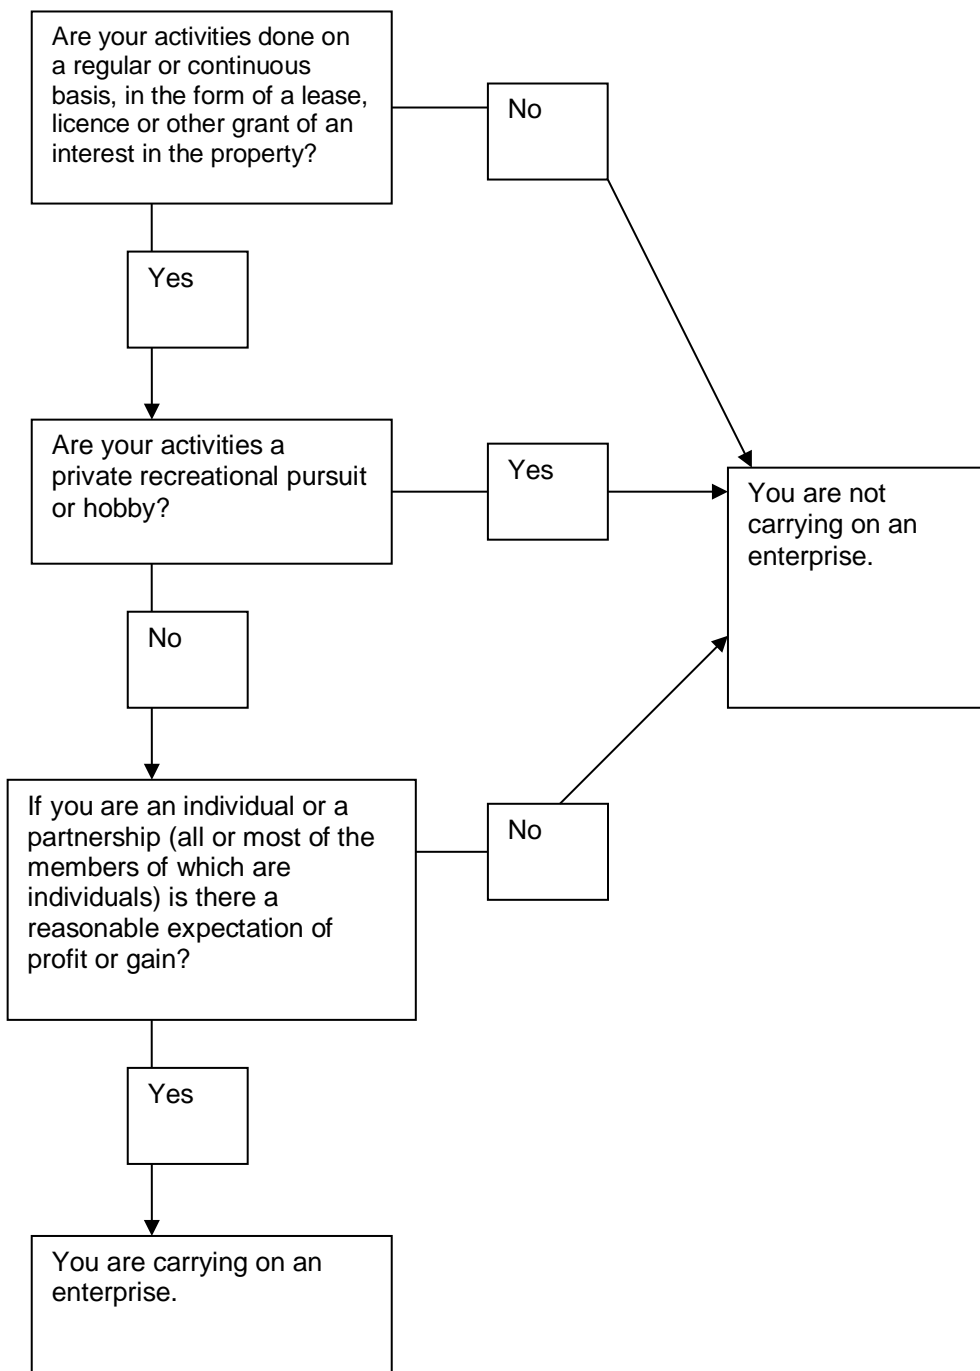 Are your activities done on
a regular or continuous
basis, in the form of a lease,
licence or other grant of an
interest in the property?
No
Yes
Are your activities a
private recreational pursuit
or hobby?
Yes
You are not
carrying on an
enterprise.
No
If you are an individual or a
partnership (all or most of the
members of which are
individuals) is there a
reasonable expectation of
profit or gain?
No
Yes
You are carrying on an
enterprise.